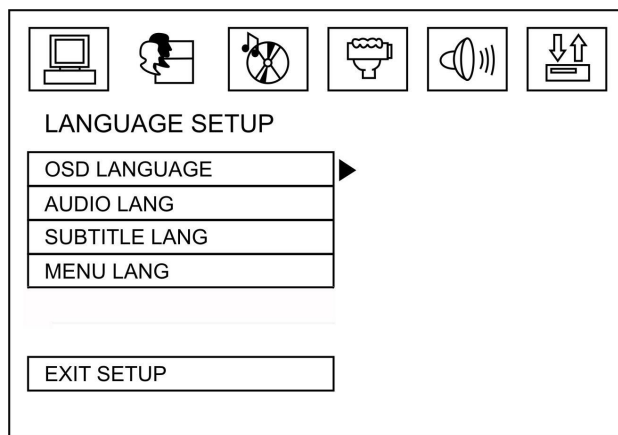 LANGUAGE SETUP
OSD LANGUAGE
AUDIO LANG
SUBTITLE LANG
MENU LANG
EXIT SETUP